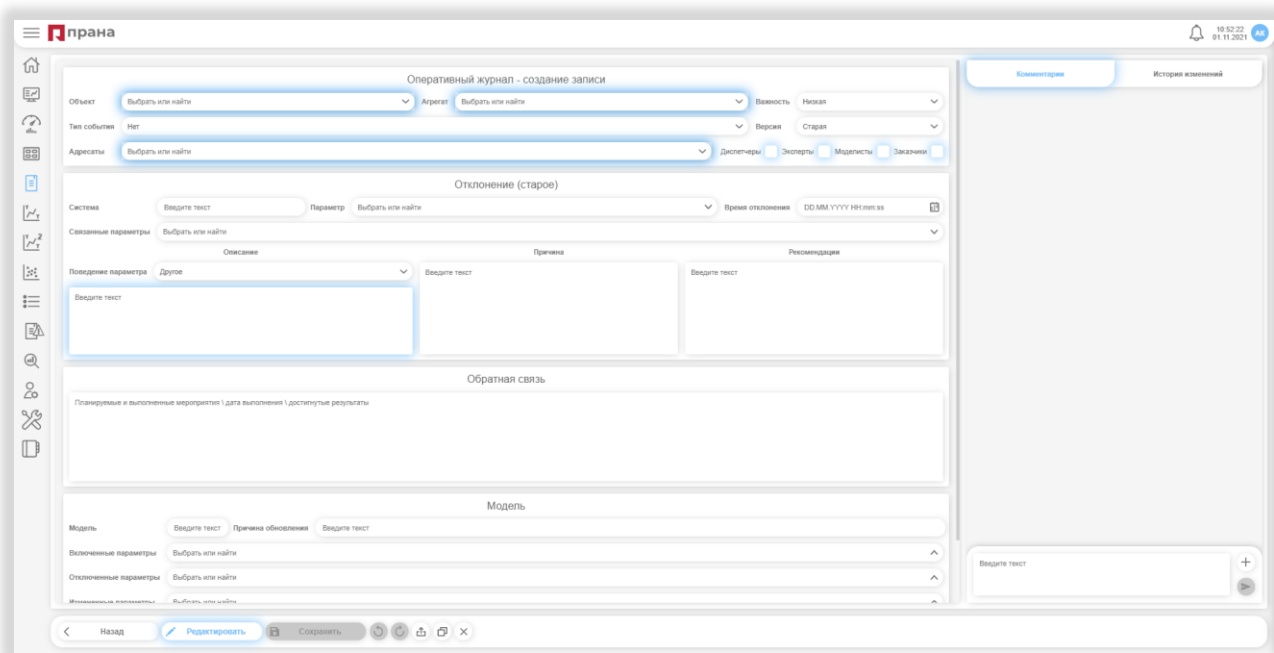 прана
10:52:22
01.11.2021
АК
Оперативный журнал - создание записи
Объект Выбрать или найти Агрегат Выбрать или найти Важность Низкая
Тип события Нет Версия Старая
Адресаты Выбрать или найти Диспетчеры Эксперты Моделисты Заказчики
Отклонение (старое)
Система Введите текст Параметр Выбрать или найти Время отклонения DD.MM.YYYY HH:mm:ss
Связанные параметры Выбрать или найти
Описание Причина Рекомендации
Поведение параметра Другое Введите текст Введите текст
Введите текст
Обратная связь
Планируемые и выполненные мероприятия \ дата выполнения \ достигнутые результаты
Модель
Модель Введите текст Причина обновления Введите текст
Включенные параметры Выбрать или найти
Отключенные параметры Выбрать или найти
Измененные параметры Выбрать или найти
Комментарии История изменений
Введите текст
Назад Редактировать Сохранить